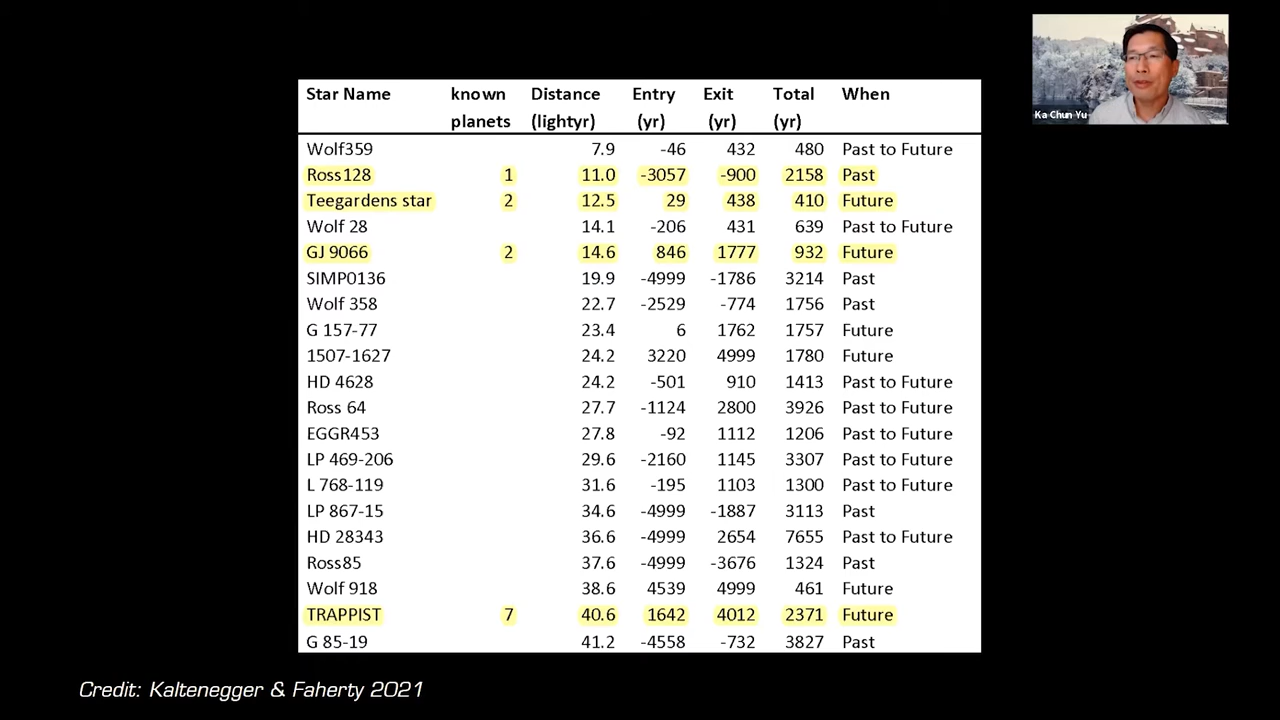 Star Name known Distance Entry Exit Total When
planets (lightyr) (yr) (yr) (yr)
Wolf359 7.9 -46 432 480 Past to Future
Ross128 1 11.0 -3057 -900 2158 Past
Teegardens star 2 12.5 29 438 410 Future
Wolf 28 14.1 -206 431 639 Past to Future
GJ 9066 2 14.6 846 1777 932 Future
SIMP0136 19.9 -4999 -1786 3214 Past
Wolf 358 22.7 -2529 -774 1756 Past
G 157-77 23.4 6 1762 1757 Future
1507-1627 24.2 3220 4999 1780 Future
HD 4628 24.2 -501 910 1413 Past to Future
Ross 64 27.7 -1124 2800 3926 Past to Future
EGGR453 27.8 -92 1112 1206 Past to Future
LP 469-206 29.6 -2160 1145 3307 Past to Future
L 768-119 31.6 -195 1103 1300 Past to Future
LP 867-15 34.6 -4999 -1887 3113 Past
HD 28343 36.6 -4999 2654 7655 Past to Future
Ross85 37.6 -4999 -3676 1324 Past
Wolf 918 38.6 4539 4999 461 Future
TRAPPIST 7 40.6 1642 4012 2371 Future
G 85-19 41.2 -4558 -732 3827 Past
Credit: Kaltenegger & Faherty 2021
Ka Chun Yu